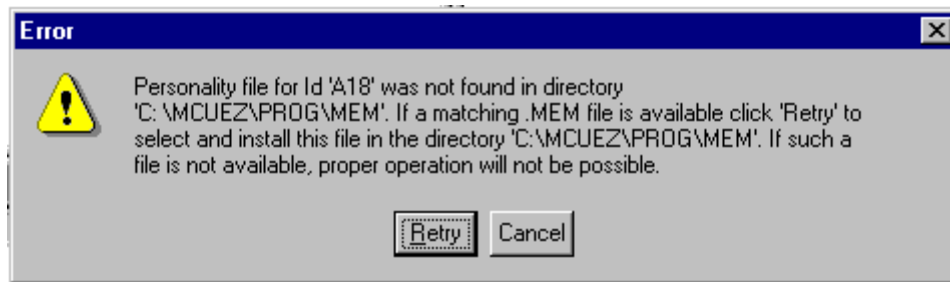 Error
Personality file for Id 'A18' was not found in directory
'C: \MCUEZ\PROG\MEM'. If a matching .MEM file is available click 'Retry' to
select and install this file in the directory 'C:\MCUEZ\PROG\MEM'. If such a
file is not available, proper operation will not be possible.
Retry Cancel